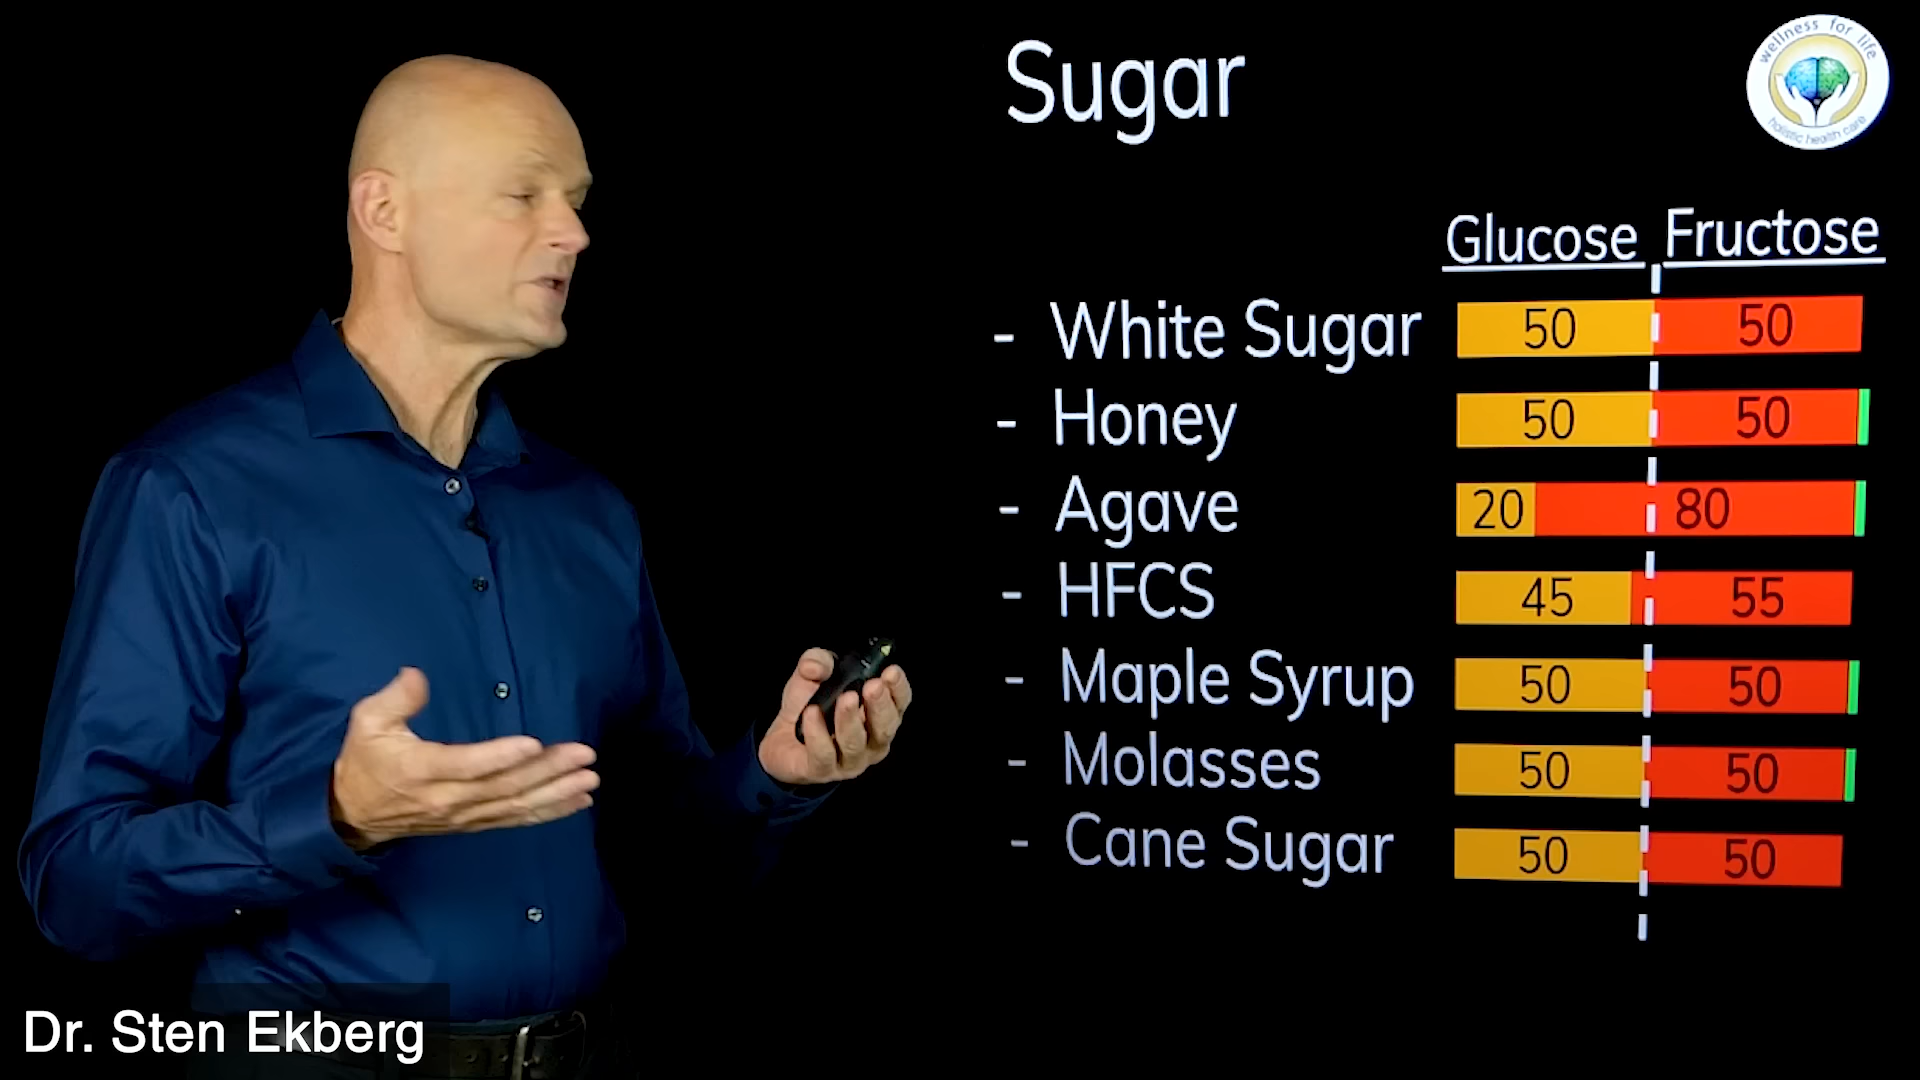 Sugar
wellness for life
holistic health care
Glucose Fructose
- White Sugar 50 50
- Honey 50 50
- Agave 20 80
- HFCS 45 55
- Maple Syrup 50 50
- Molasses 50 50
- Cane Sugar 50 50
Dr. Sten Ekberg